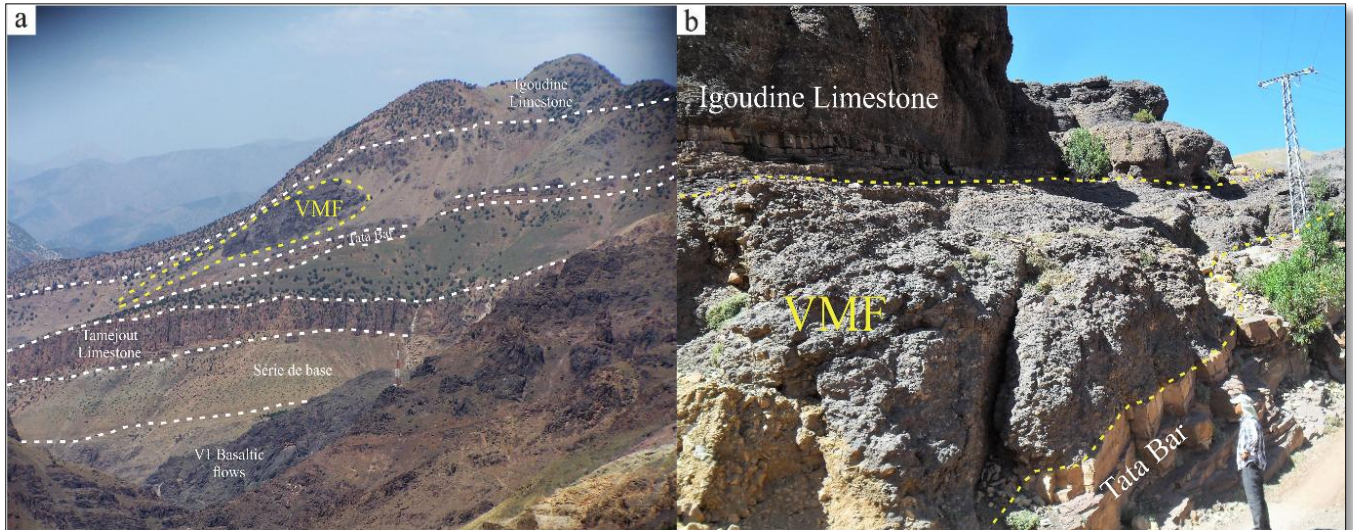 a
Igoudine
Limestone
VMF
Tata Bar
Tamejout
Limestone
Série de base
V1 Basaltic
flows
b
Igoudine Limestone
VMF
Tata Bar